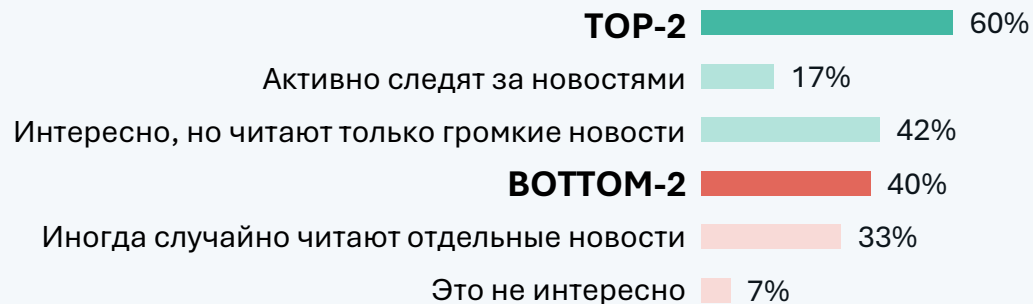 TOP-2 60%
Активно следят за новостями 17%
Интересно, но читают только громкие новости 42%
BOTTOM-2 40%
Иногда случайно читают отдельные новости 33%
Это не интересно 7%